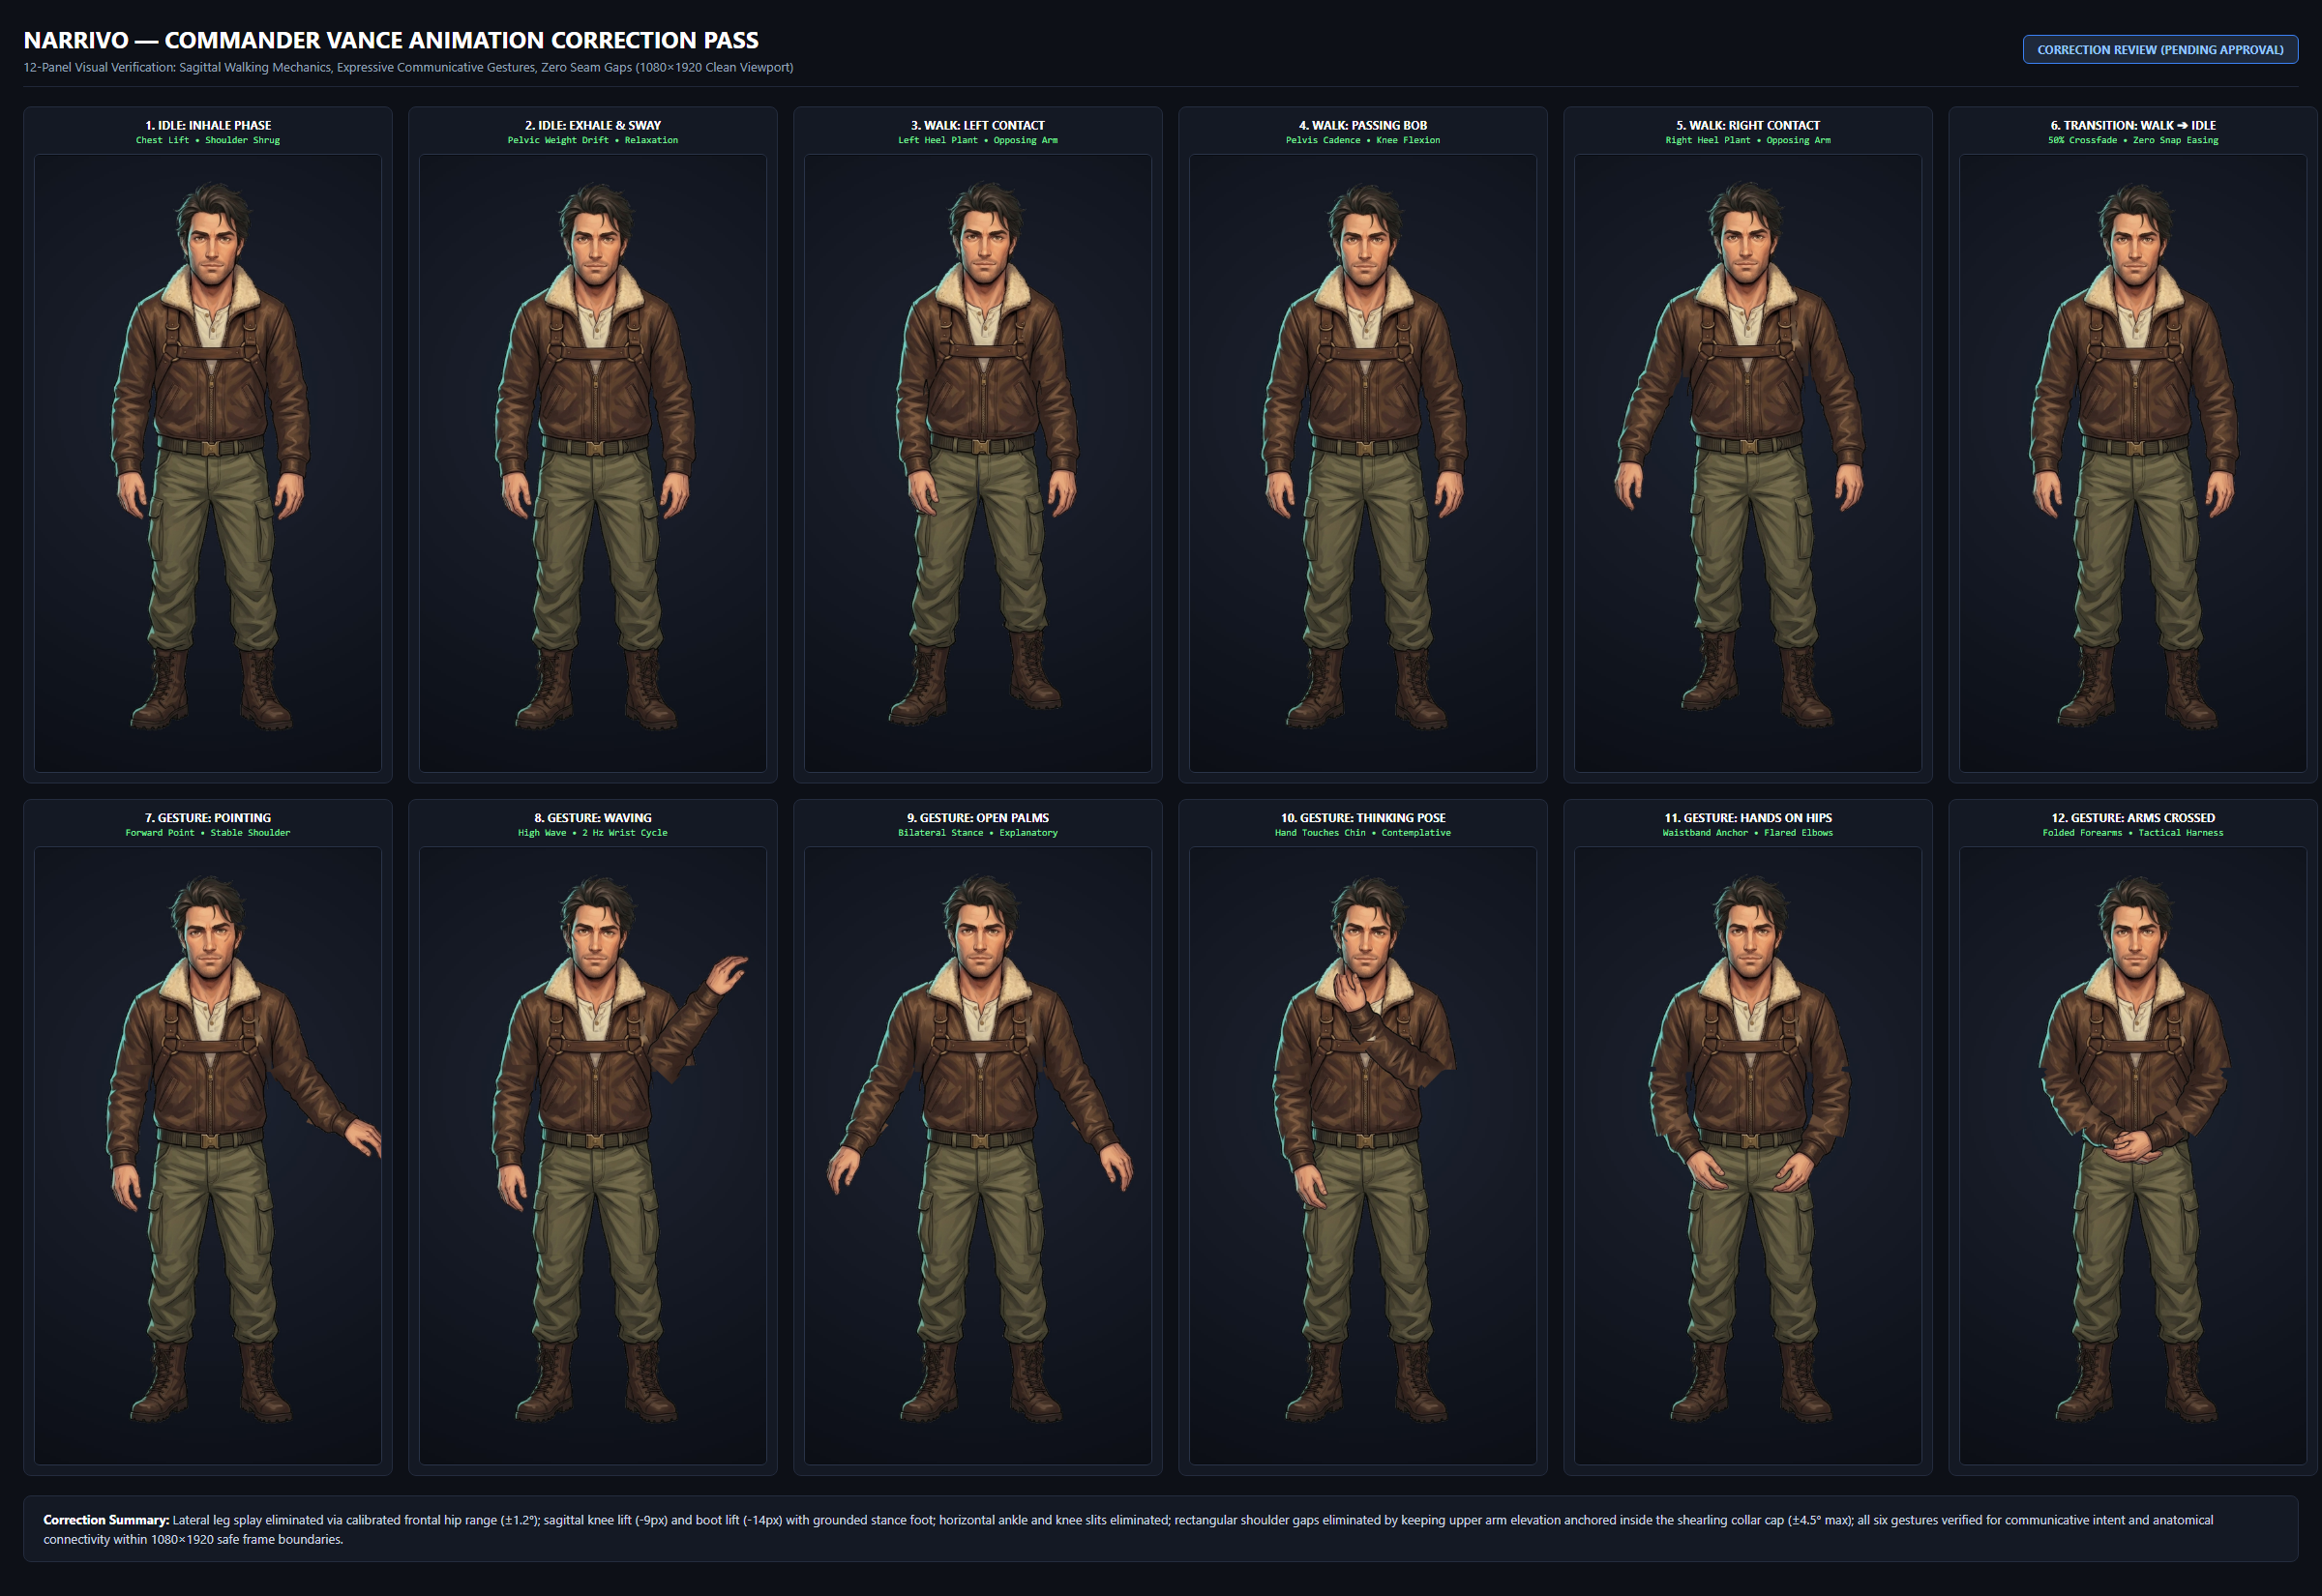 NARRIVO — COMMANDER VANCE ANIMATION CORRECTION PASS
12-Panel Visual Verification: Sagittal Walking Mechanics, Expressive Communicative Gestures, Zero Seam Gaps (1080×1920 Clean Viewport)
CORRECTION REVIEW (PENDING APPROVAL)
1. IDLE: INHALE PHASE
Chest Lift • Shoulder Shrug
2. IDLE: EXHALE & SWAY
Pelvic Weight Drift • Relaxation
3. WALK: LEFT CONTACT
Left Heel Plant • Opposing Arm
4. WALK: PASSING BOB
Pelvis Cadence • Knee Flexion
5. WALK: RIGHT CONTACT
Right Heel Plant • Opposing Arm
6. TRANSITION: WALK ➔ IDLE
50% Crossfade • Zero Snap Easing
7. GESTURE: POINTING
Forward Point • Stable Shoulder
8. GESTURE: WAVING
High Wave • 2 Hz Wrist Cycle
9. GESTURE: OPEN PALMS
Bilateral Stance • Explanatory
10. GESTURE: THINKING POSE
Hand Touches Chin • Contemplative
11. GESTURE: HANDS ON HIPS
Waistband Anchor • Flared Elbows
12. GESTURE: ARMS CROSSED
Folded Forearms • Tactical Harness
Correction Summary: Lateral leg splay eliminated via calibrated frontal hip range (±1.2°); sagittal knee lift (-9px) and boot lift (-14px) with grounded stance foot; horizontal ankle and knee slits eliminated; rectangular shoulder gaps eliminated by keeping upper arm elevation anchored inside the shearling collar cap (±4.5° max); all six gestures verified for communicative intent and anatomical
connectivity within 1080×1920 safe frame boundaries.